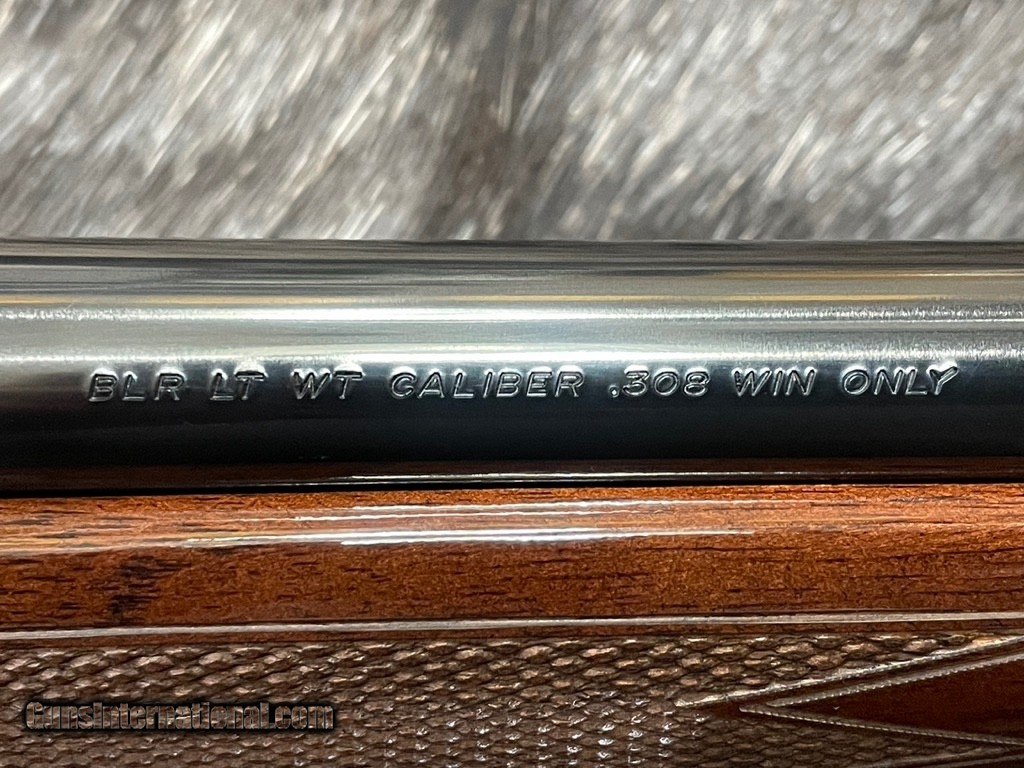 BLR LT WT CALIBER .308 WIN ONLY
GunsInternational.com